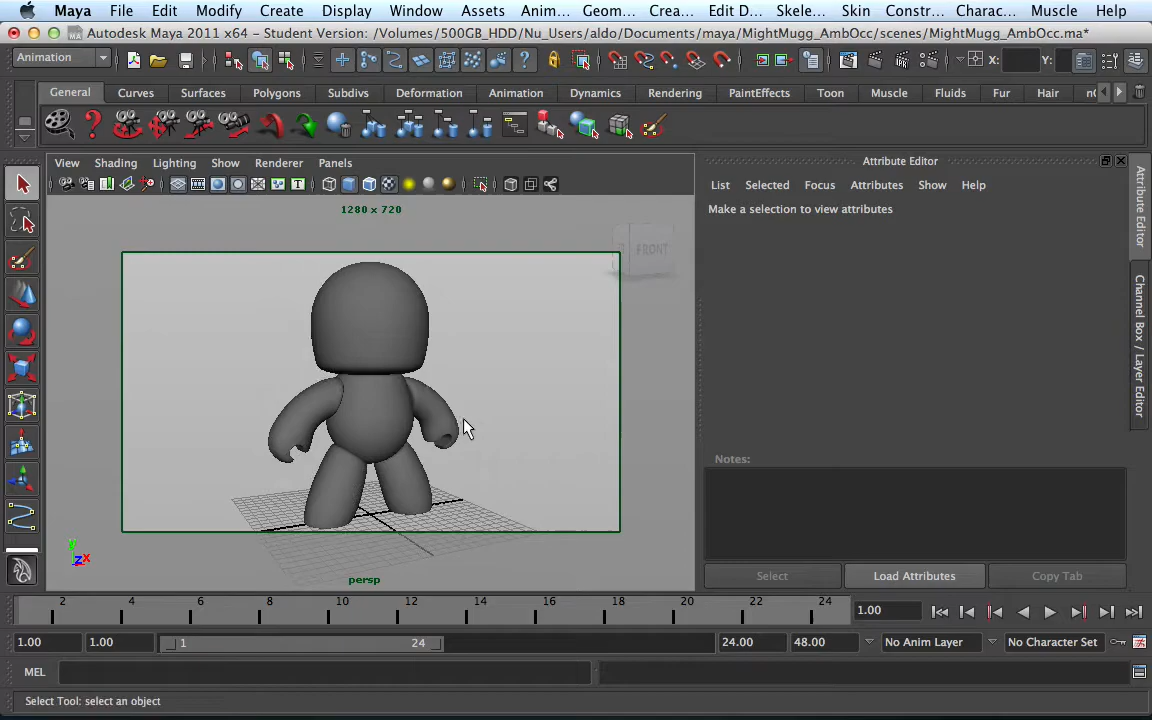 Maya File Edit Modify Create Display Window Assets Anim... Geom... Crea... Edit D... Skele... Skin Constr... Charac... Muscle Help
Autodesk Maya 2011 x64 - Student Version: /Volumes/500GB_HDD/Nu_Users/aldo/Documents/maya/MightMugg_AmbOcc/scenes/MightMugg_AmbOcc.ma*
Animation X: Y:
General Curves Surfaces Polygons Subdivs Deformation Animation Dynamics Rendering PaintEffects Toon Muscle Fluids Fur Hair
View Shading Lighting Show Renderer Panels
Attribute Editor
List Selected Focus Attributes Show Help
Make a selection to view attributes
1280 x 720
FRONT
Attribute Editor
Channel Box / Layer Editor
Notes:
Select Load Attributes Copy Tab
y
z x
persp
2 4 6 8 10 12 14 16 18 20 22 24 1.00
1.00 1.00 1 24 24.00 48.00 No Anim Layer No Character Set
MEL
Select Tool: select an object